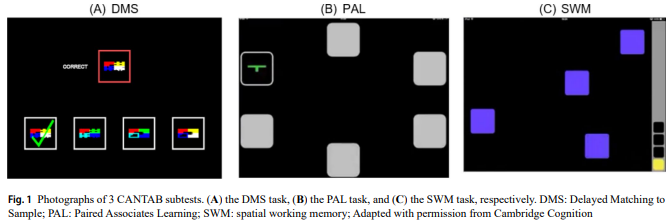 (A) DMS (B) PAL (C) SWM
CORRECT
Fig. 1 Photographs of 3 CANTAB subtests. (A) the DMS task, (B) the PAL task, and (C) the SWM task, respectively. DMS: Delayed Matching to
Sample; PAL: Paired Associates Learning; SWM: spatial working memory; Adapted with permission from Cambridge Cognition